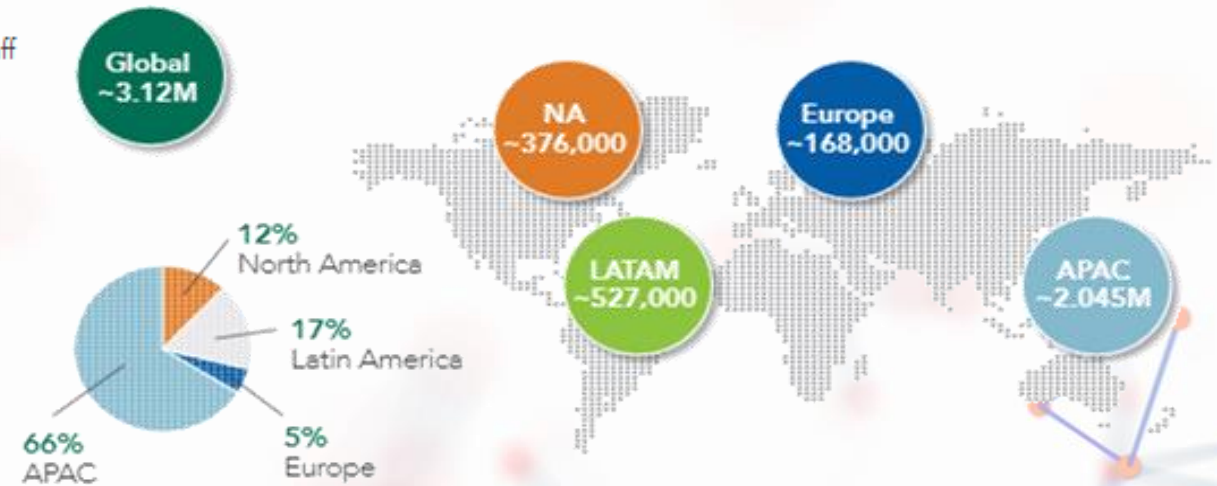 ff
Global
~3.12M
NA
~376,000
Europe
~168,000
LATAM
~527,000
APAC
~2.045M
12%
North America
17%
Latin America
5%
Europe
66%
APAC